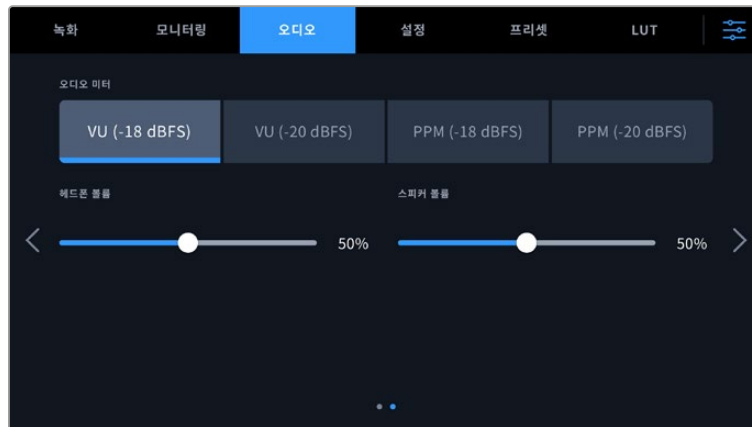 녹화 모니터링 오디오 설정 프리셋 LUT
오디오 미터
VU (-18 dBFS) VU (-20 dBFS) PPM (-18 dBFS) PPM (-20 dBFS)
헤드폰 볼륨 스피커 볼륨
50% 50%